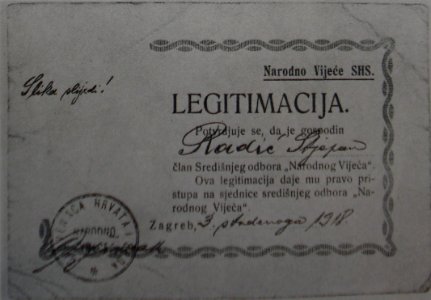 Narodno Vijeće SHS.
Slika slijedi!
LEGITIMACIJA.
Potvrdjuje se, da je gospodin
Radić Stjepan
član Središnjeg odbora „Narodnog Vijeća“.
Ova legitimacija daje mu pravo pri-
stupa na sjednice središnjeg odbora „Na-
rodnog Vijeća“.
Zagreb, 3. studenoga 1918.
NARODNO